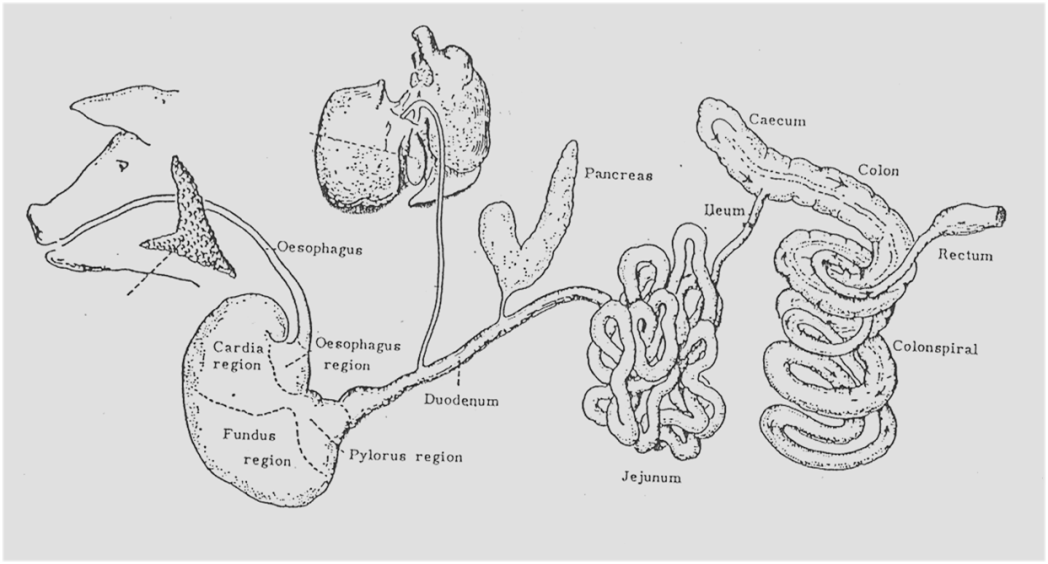 Caecum
Colon
Pancreas
Ileum
Oesophagus
Rectum
Cardia
region
Oesophagus
region
Colonspiral
Duodenum
Fundus
region
Pylorus region
Jejunum